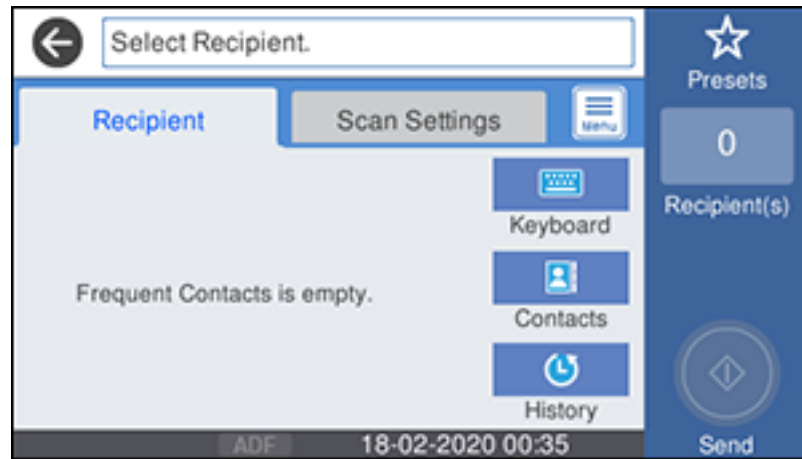 Select Recipient.
Presets
Recipient
Scan Settings
Menu
0
Recipient(s)
Keyboard
Frequent Contacts is empty.
Contacts
History
ADF
18-02-2020 00:35
Send